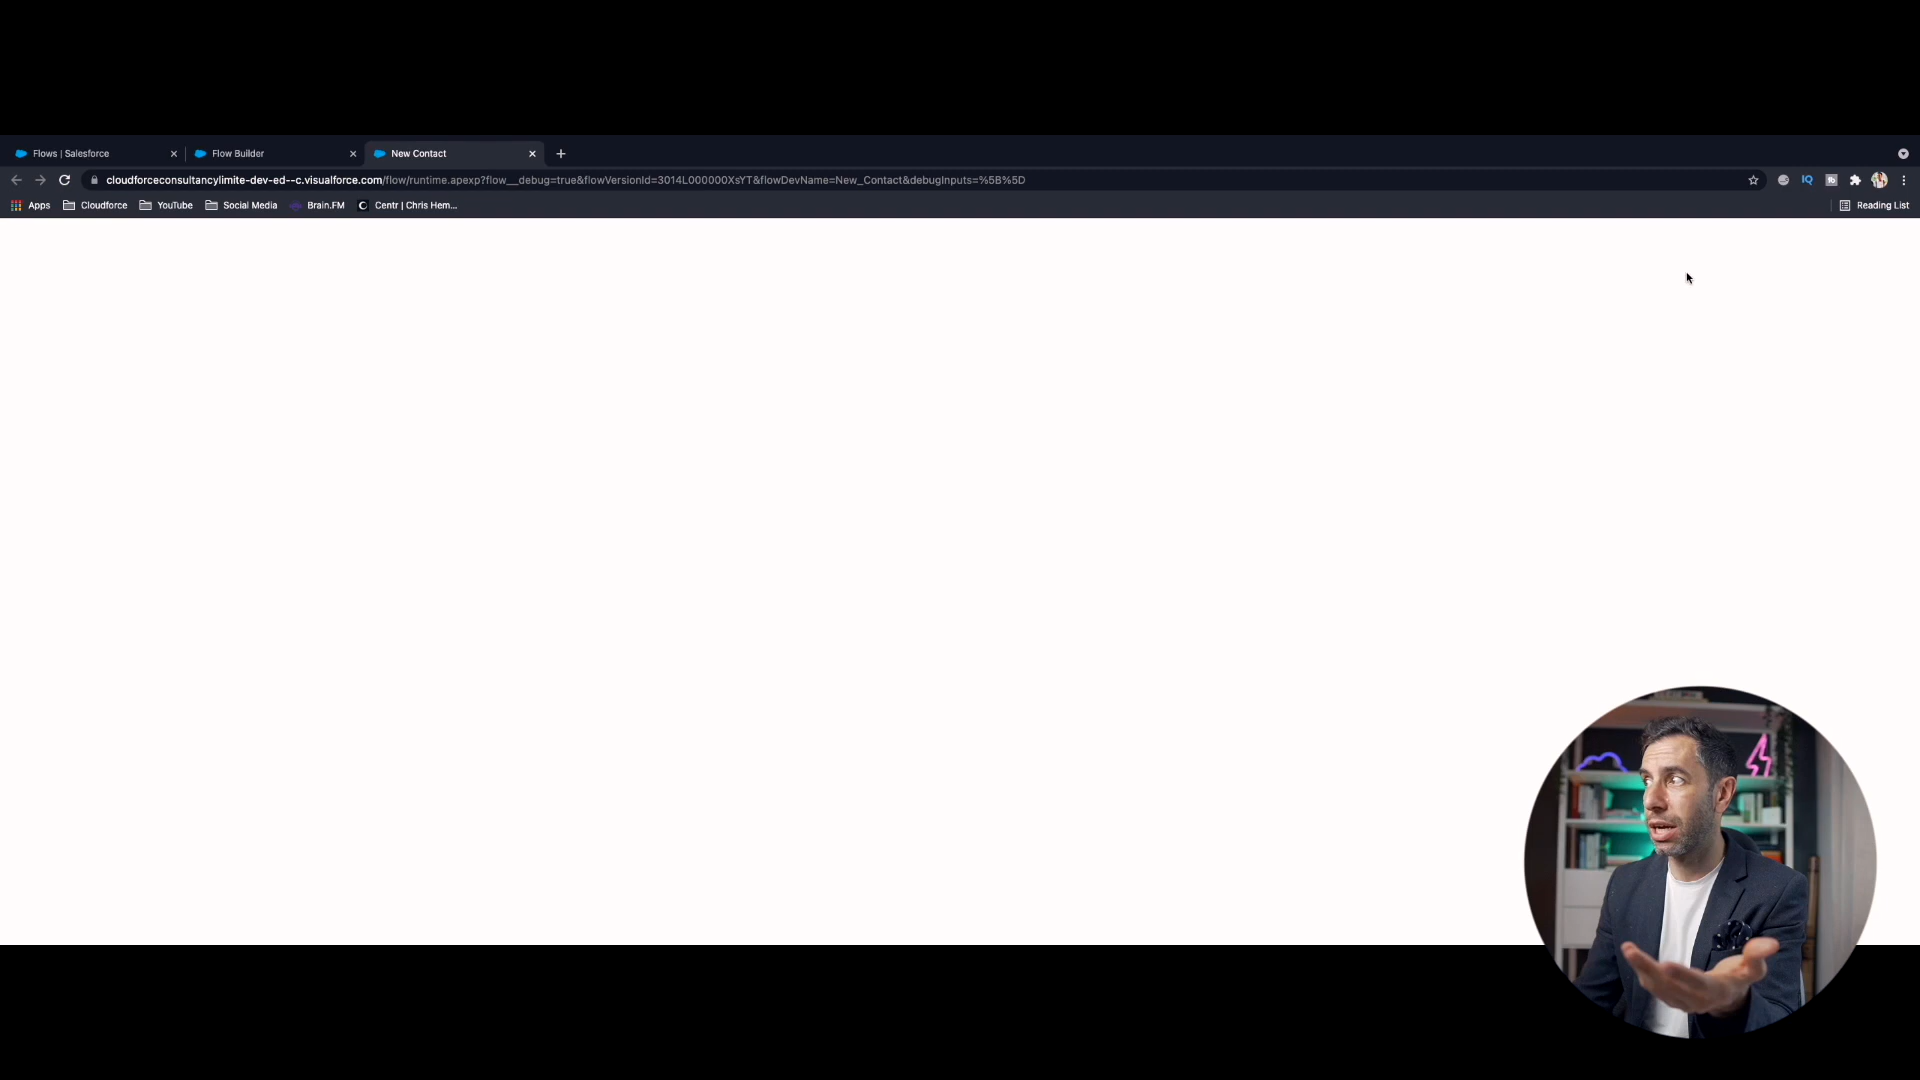 Flows | Salesforce
Flow Builder
New Contact
cloudforceconsultancylimite-dev-ed--c.visualforce.com/flow/runtime.apexp?flow__debug=true&flowVersionId=3014L000000XsYT&flowDevName=New_Contact&debugInputs=%5B%5D
IQ
Apps
Cloudforce
YouTube
Social Media
Brain.FM
Centr | Chris Hem...
Reading List